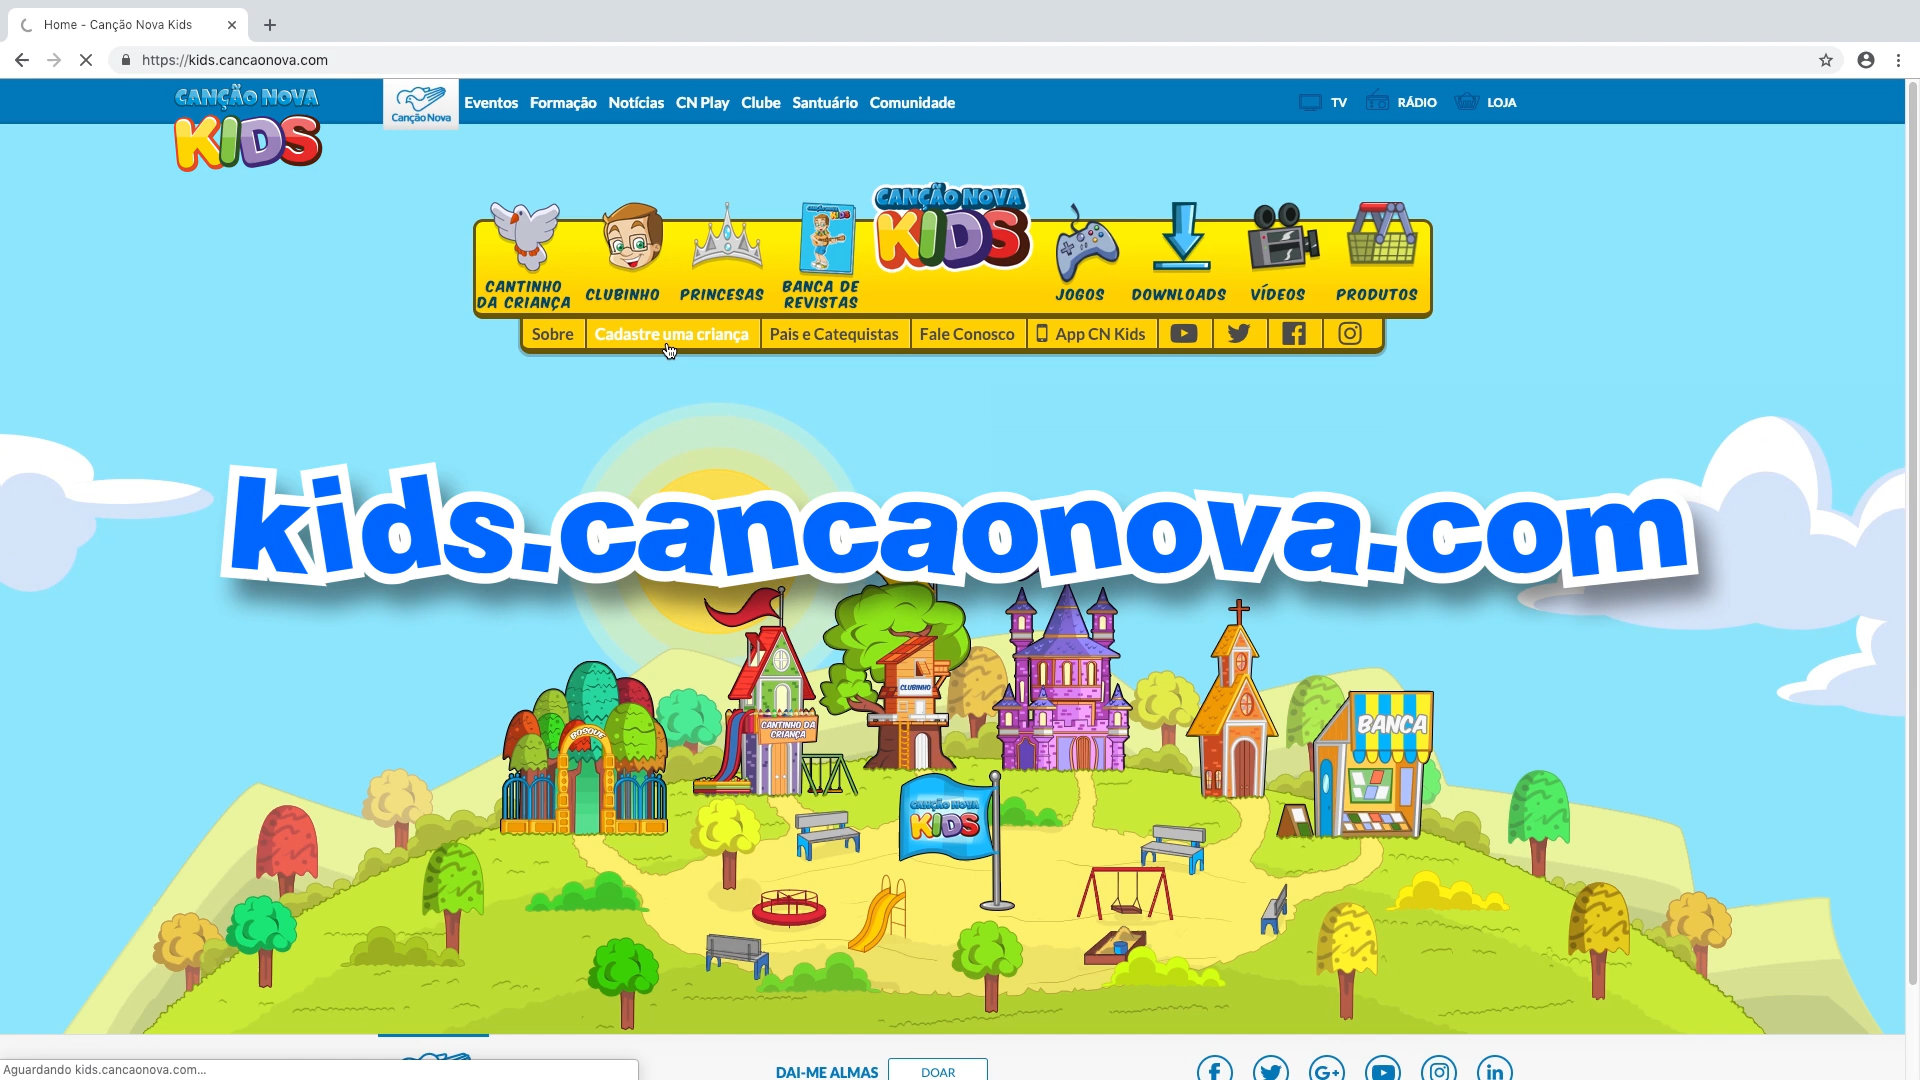 Home - Canção Nova Kids
https://kids.cancaonova.com
CANÇÃO NOVA
KIDS
Canção Nova
Eventos Formação Notícias CN Play Clube Santuário Comunidade
TV RÁDIO LOJA
CANÇÃO NOVA
KIDS
CANTINHO
DA CRIANÇA
CLUBINHO
PRINCESAS
BANCA DE
REVISTAS
JOGOS
DOWNLOADS
VÍDEOS
PRODUTOS
Sobre Cadastre uma criança Pais e Catequistas Fale Conosco App CN Kids
kids.cancaonova.com
BOSQUE
CANTINHO DA
CRIANÇA
CLUBINHO
BANCA
CANÇÃO NOVA
KIDS
DAI-ME ALMAS DOAR
Aguardando kids.cancaonova.com...